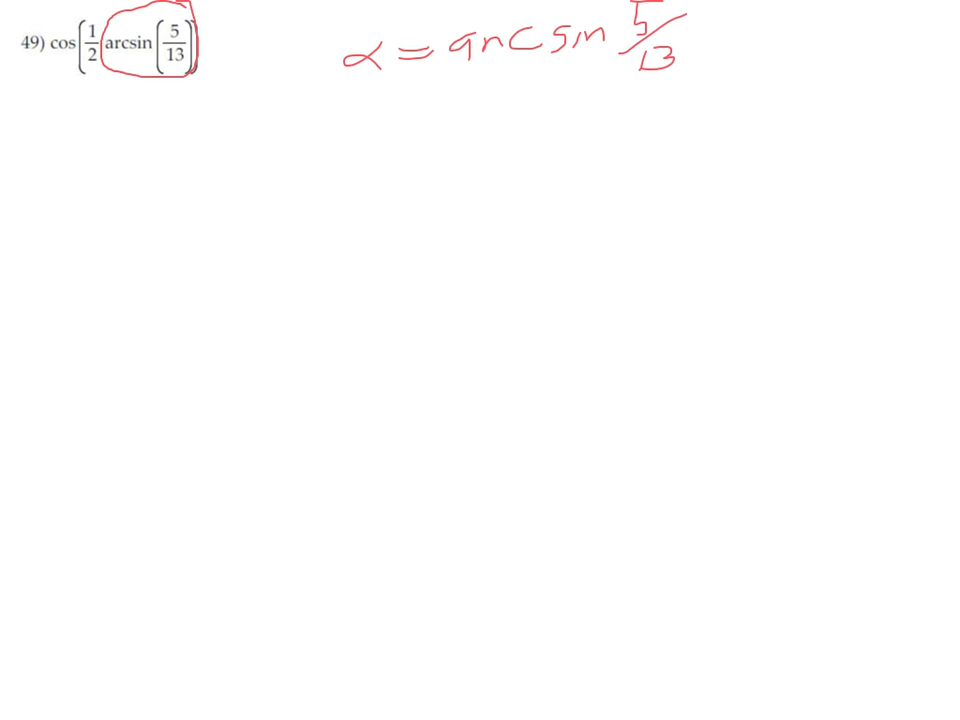 49) cos(1/2 (arcsin(5/13))
α = arcsin 5/13